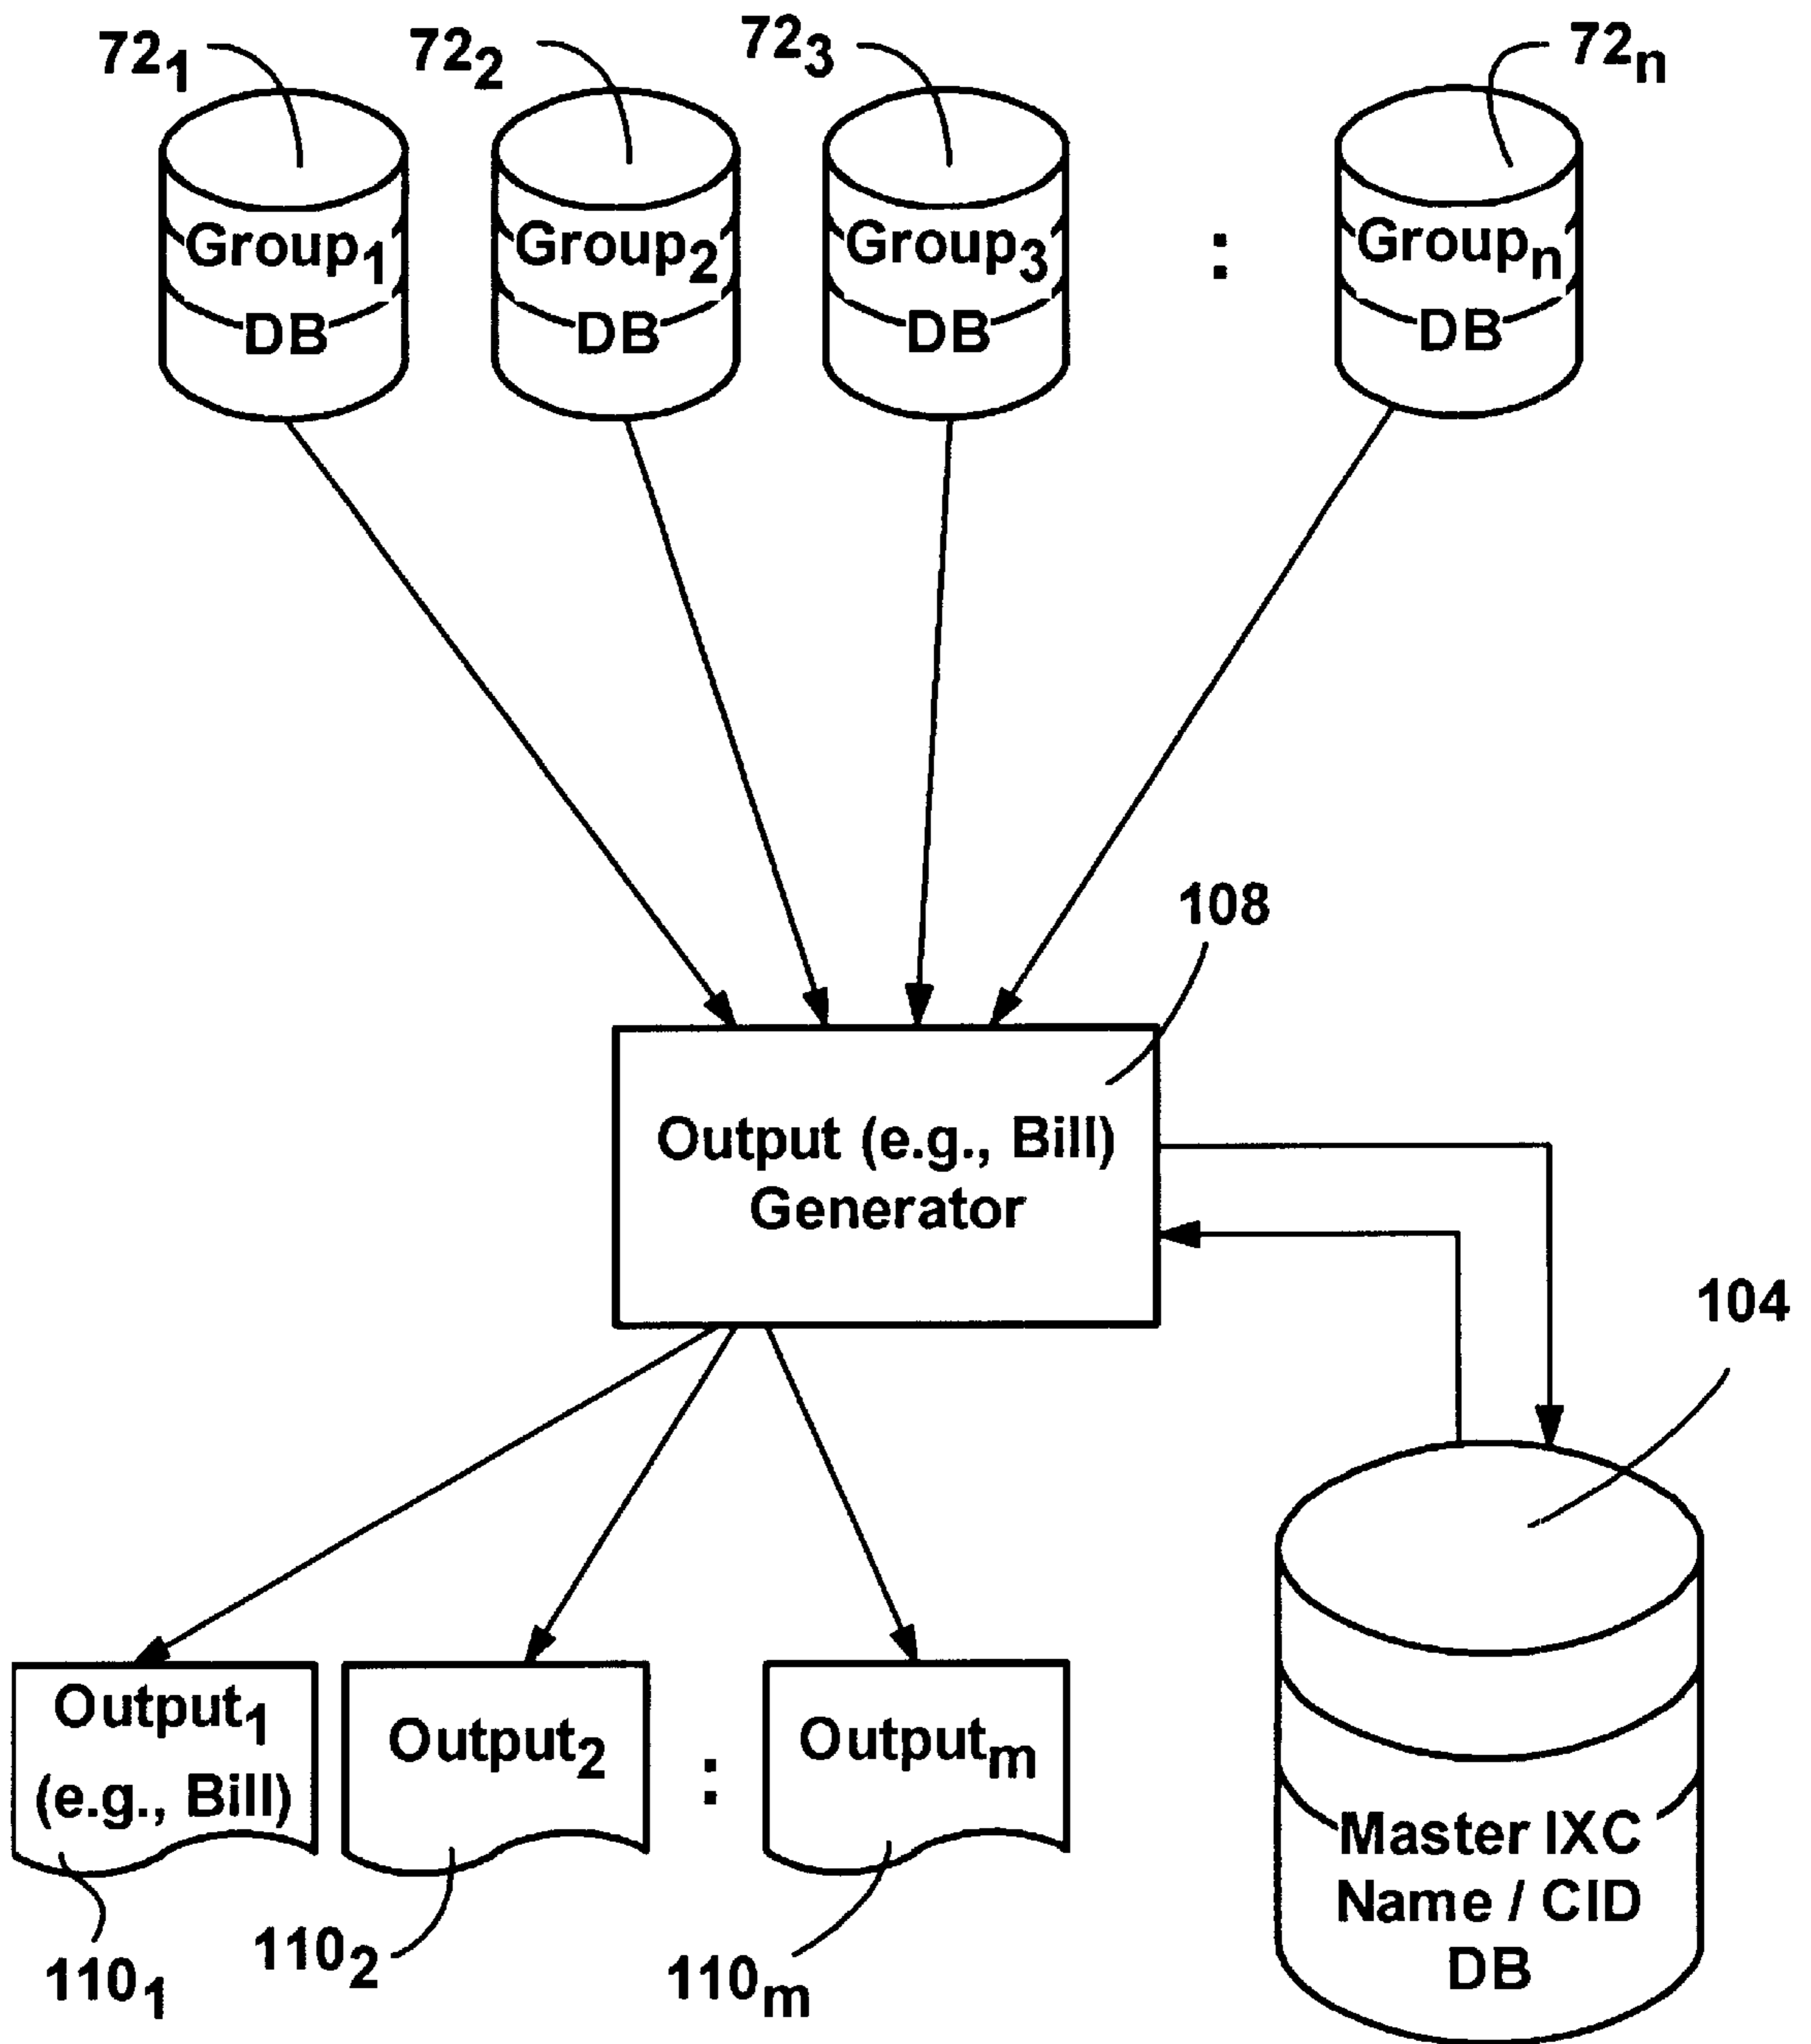 72₁ 72₂ 72₃ 72ₙ
Group₁ Group₂ Group₃ : Groupₙ
DB DB DB DB
108
Output (e.g., Bill)
Generator
104
Output₁
(e.g., Bill)
Output₂
:
Outputₘ
Master IXC
Name / CID
DB
110₁ 110₂ 110ₘ